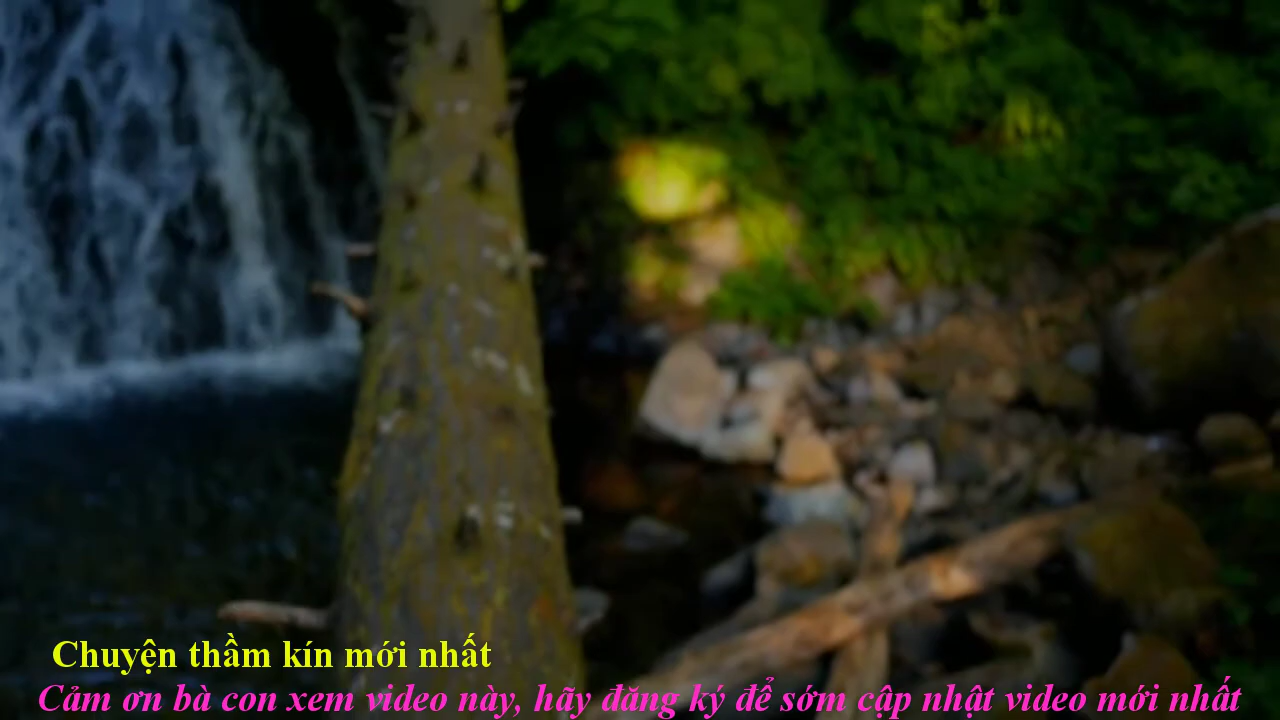 Chuyện thầm kín mới nhất
Cảm ơn bà con xem video này, hãy đăng ký để sớm cập nhật video mới nhất